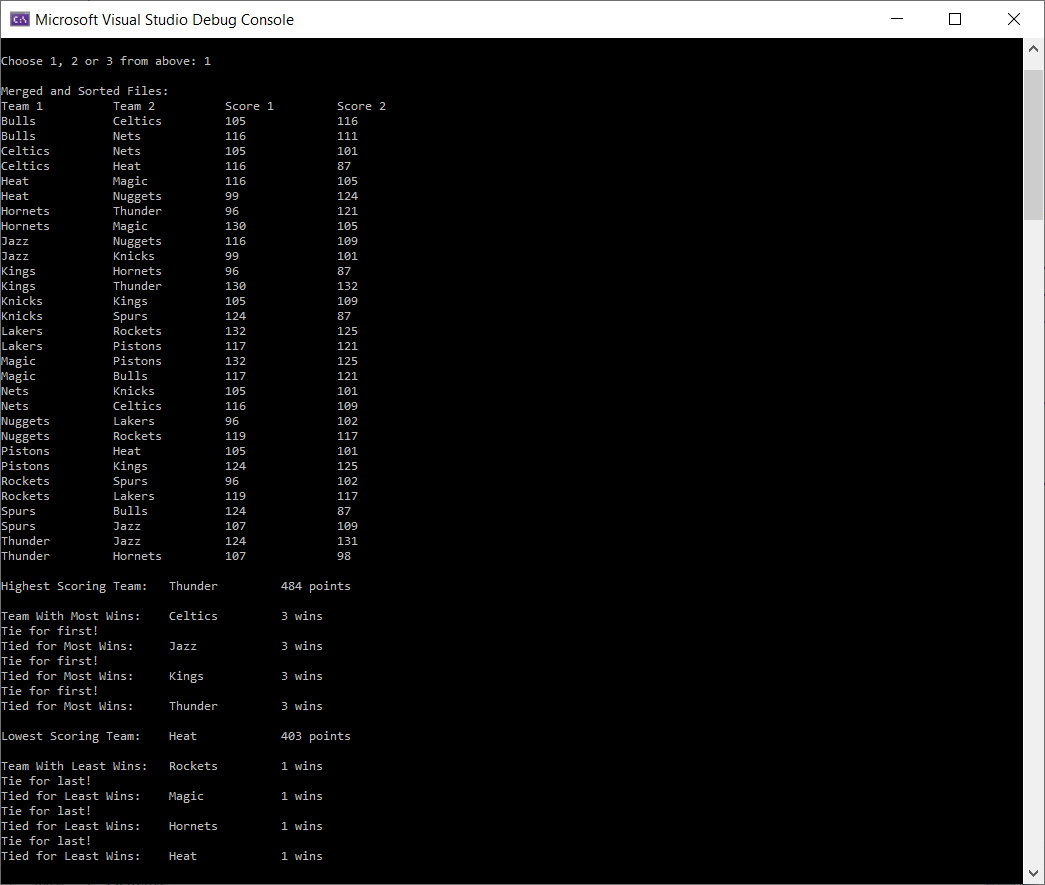 Microsoft Visual Studio Debug Console
Choose 1, 2 or 3 from above: 1
Merged and Sorted Files:
Team 1 Team 2 Score 1 Score 2
Bulls Celtics 105 116
Bulls Nets 116 111
Celtics Nets 105 101
Celtics Heat 116 87
Heat Magic 116 105
Heat Nuggets 99 124
Hornets Thunder 96 121
Hornets Magic 130 105
Jazz Nuggets 116 109
Jazz Knicks 99 101
Kings Hornets 96 87
Kings Thunder 130 132
Knicks Kings 105 109
Knicks Spurs 124 87
Lakers Rockets 132 125
Lakers Pistons 117 121
Magic Pistons 132 125
Magic Bulls 117 121
Nets Knicks 105 101
Nets Celtics 116 109
Nuggets Lakers 96 102
Nuggets Rockets 119 117
Pistons Heat 105 101
Pistons Kings 124 125
Rockets Spurs 96 102
Rockets Lakers 119 117
Spurs Bulls 124 87
Spurs Jazz 107 109
Thunder Jazz 124 131
Thunder Hornets 107 98
Highest Scoring Team: Thunder 484 points
Team With Most Wins: Celtics 3 wins
Tie for first!
Tied for Most Wins: Jazz 3 wins
Tie for first!
Tied for Most Wins: Kings 3 wins
Tie for first!
Tied for Most Wins: Thunder 3 wins
Lowest Scoring Team: Heat 403 points
Team With Least Wins: Rockets 1 wins
Tie for last!
Tied for Least Wins: Magic 1 wins
Tie for last!
Tied for Least Wins: Hornets 1 wins
Tie for last!
Tied for Least Wins: Heat 1 wins